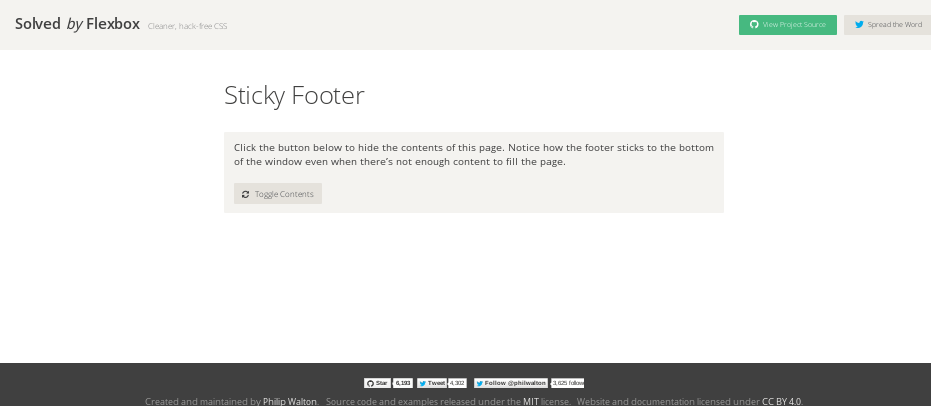 Solved by Flexbox Cleaner, hack-free CSS View Project Source Spread the Word
Sticky Footer
Click the button below to hide the contents of this page. Notice how the footer sticks to the bottom
of the window even when there's not enough content to fill the page.
Toggle Contents
Star 6,193 Tweet 4,302 Follow @philwalton 3,625 follow
Created and maintained by Philip Walton. Source code and examples released under the MIT license. Website and documentation licensed under CC BY 4.0.